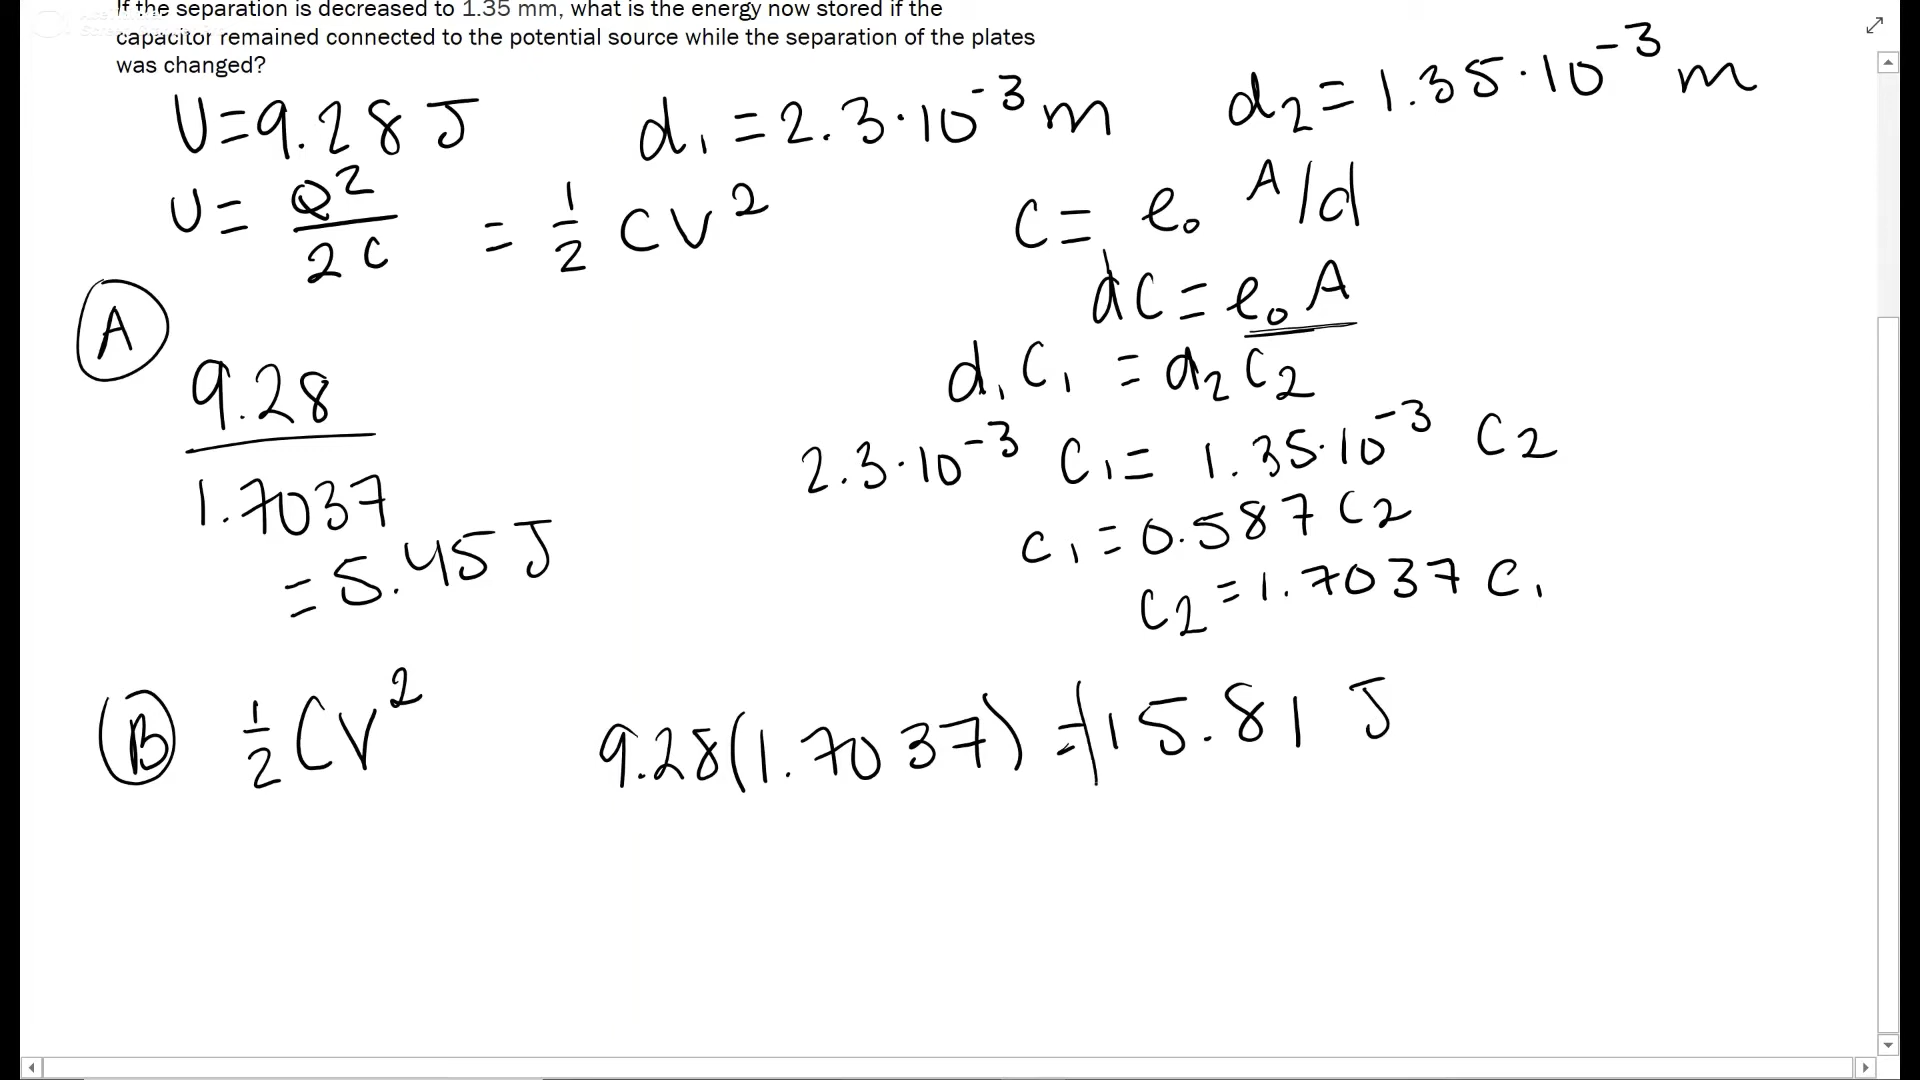 If the separation is decreased to 1.35 mm, what is the energy now stored if the
capacitor remained connected to the potential source while the separation of the plates
was changed?
U=9.28 J d₁ = 2.3·10⁻³ m d₂ = 1.35·10⁻³ m
U = Q²/2C = 1/2 CV² C = e₀ A/d
dC = e₀A
A
d₁C₁ = d₂C₂
9.28/1.7037
2.3·10⁻³ C₁ = 1.35·10⁻³ C₂
= 5.45 J
C₁ = 0.587 C₂
C₂ = 1.7037 C₁
B 1/2 CV² 9.28(1.7037) = 15.81 J